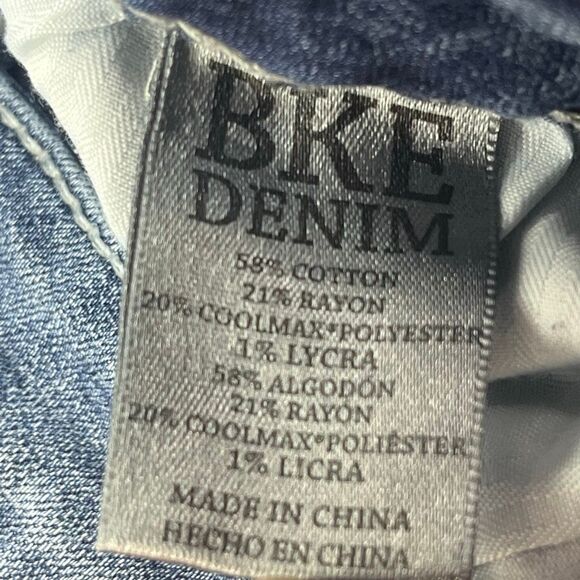 BKE
DENIM
58% COTTON
21% RAYON
20% COOLMAX®POLYESTER
1% LYCRA
58% ALGODÓN
21% RAYON
20% COOLMAX®POLIÉSTER
1% LICRA
MADE IN CHINA
HECHO EN CHINA